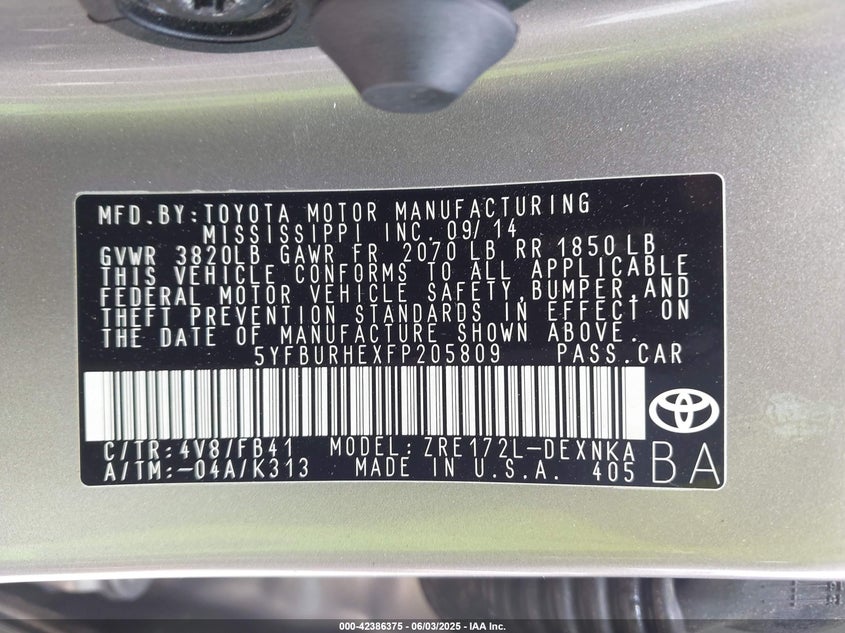 MFD.BY:TOYOTA MOTOR MANUFACTURING
MISSISSIPPI INC. 09/14
GVWR 3820LB GAWR FR 2070 LB RR 1850 LB
THIS VEHICLE CONFORMS TO ALL APPLICABLE
FEDERAL MOTOR VEHICLE SAFETY,BUMPER,AND
THEFT PREVENTION STANDARDS IN EFFECT ON
THE DATE OF MANUFACTURE SHOWN ABOVE.
5YFBURHEXFP205809 PASS.CAR
C/TR:4V8/FB41 MODEL:ZRE172L-DEXNKA
A/TM:-04A/K313 MADE IN U.S.A. 405 BA
000-42386375 - 06/03/2025 - IAA Inc.